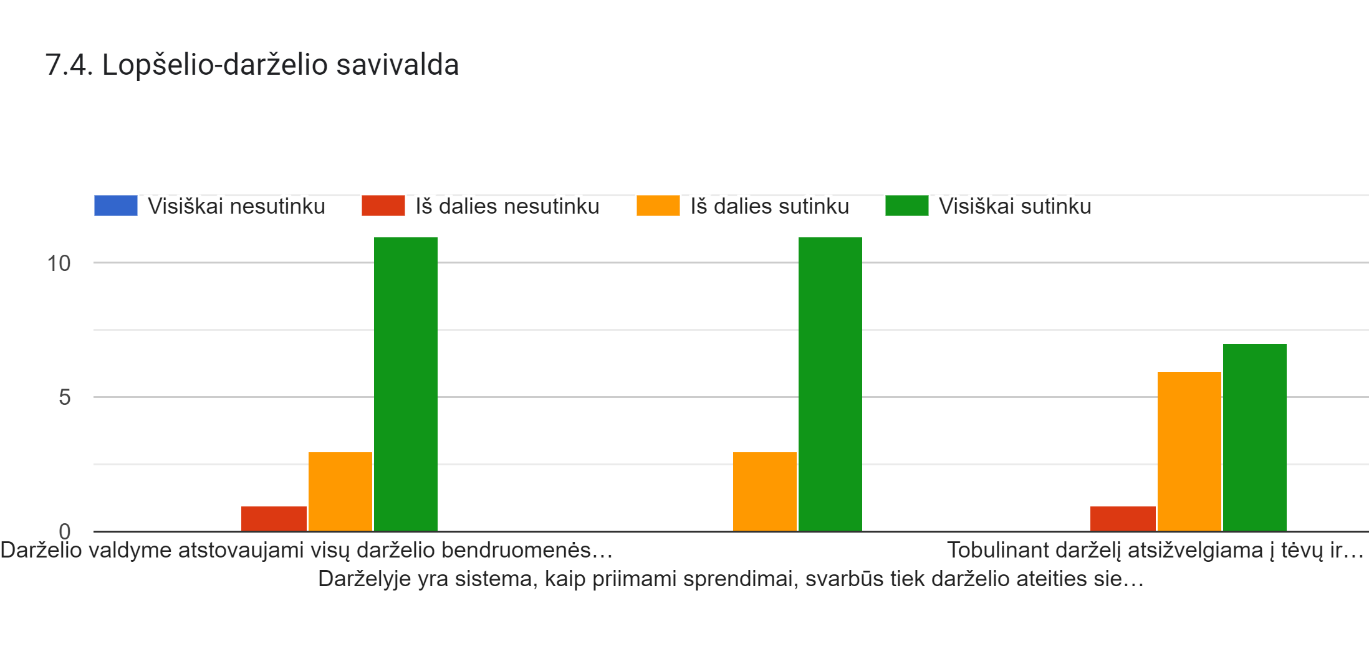 7.4. Lopšelio-darželio savivalda
Visiškai nesutinku Iš dalies nesutinku Iš dalies sutinku Visiškai sutinku
10
5
0
Darželio valdyme atstovaujami visų darželio bendruomenės…
Darželyje yra sistema, kaip priimami sprendimai, svarbūs tiek darželio ateities sie…
Tobulinant darželį atsižvelgiama į tėvų ir…